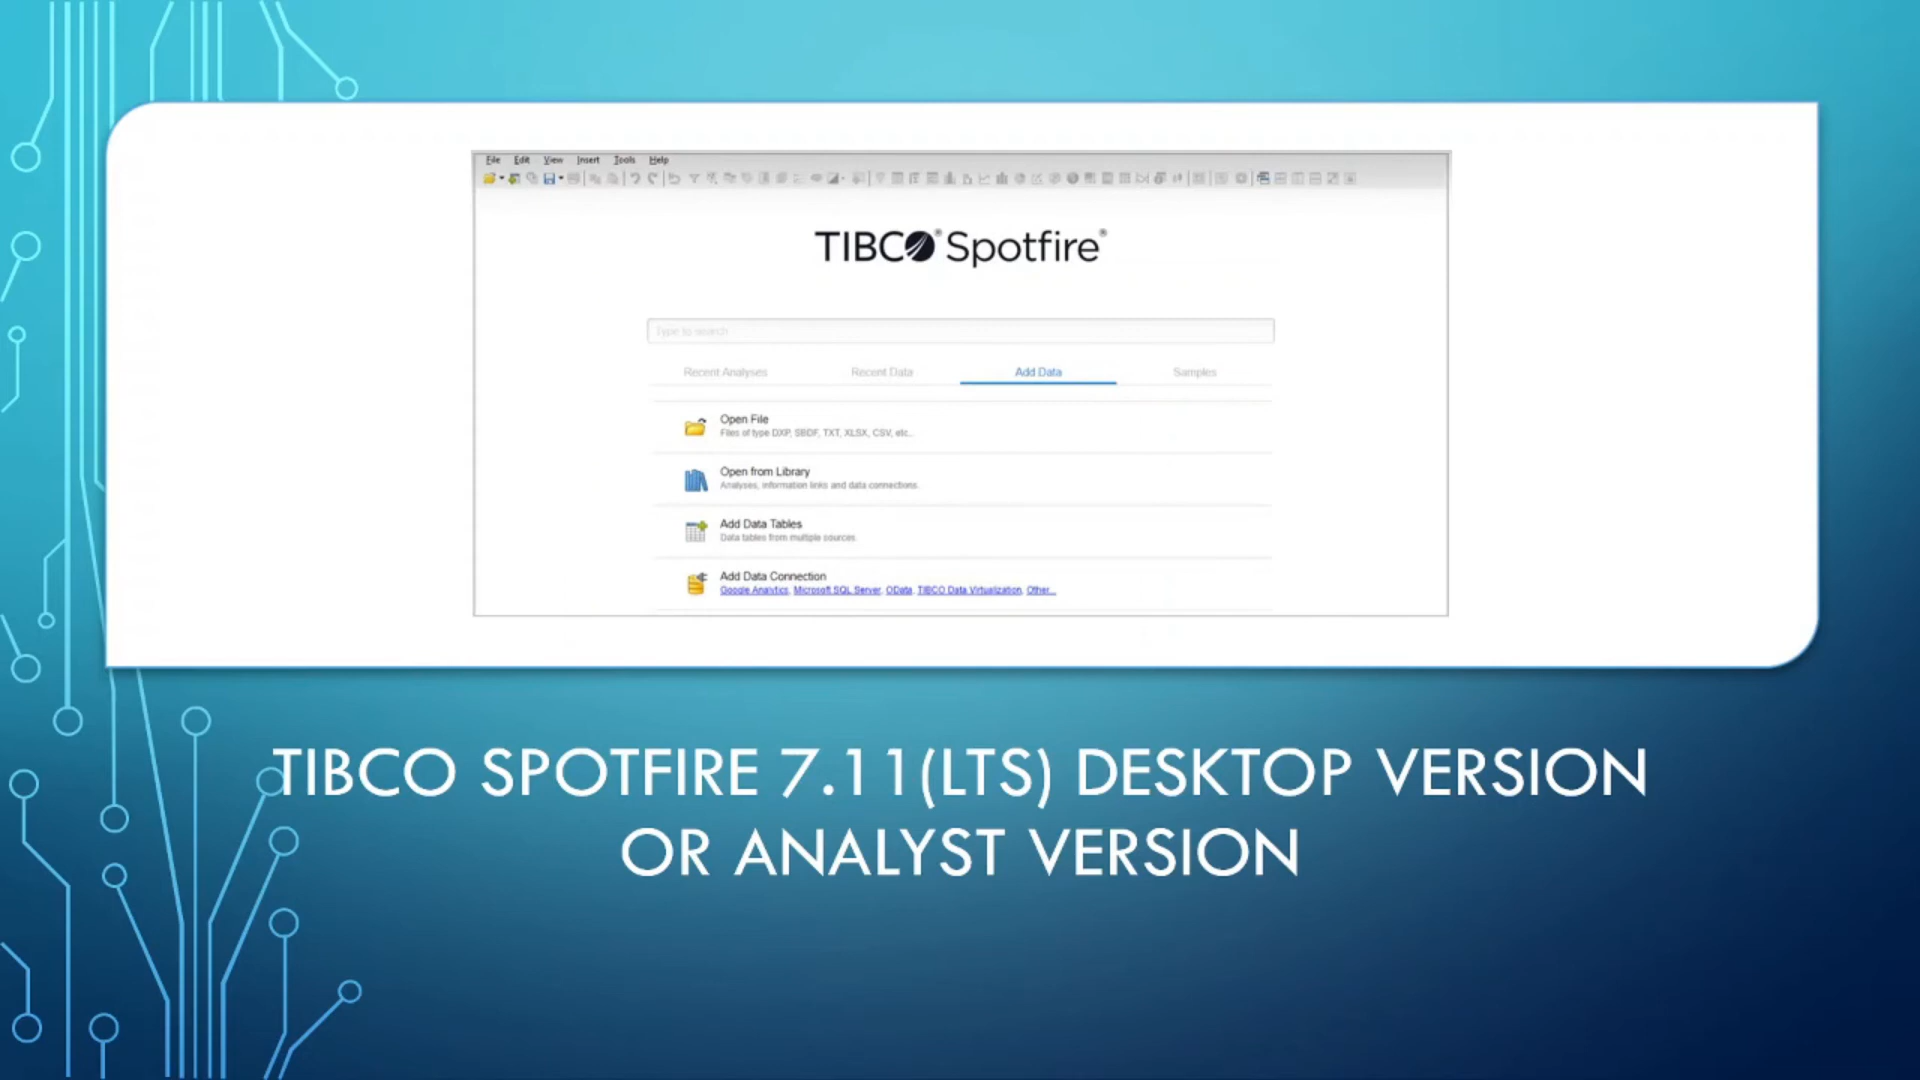 File Edit View Insert Tools Help
TIBCO® Spotfire®
Type to search
Recent Analyses Recent Data Add Data Samples
Open File
Files of type DXP, SBDF, TXT, XLSX, CSV, etc...
Open from Library
Analyses, information links and data connections.
Add Data Tables
Data tables from multiple sources.
Add Data Connection
Google Analytics, Microsoft SQL Server, OData, TIBCO Data Virtualization, Other...
TIBCO SPOTFIRE 7.11(LTS) DESKTOP VERSION
OR ANALYST VERSION